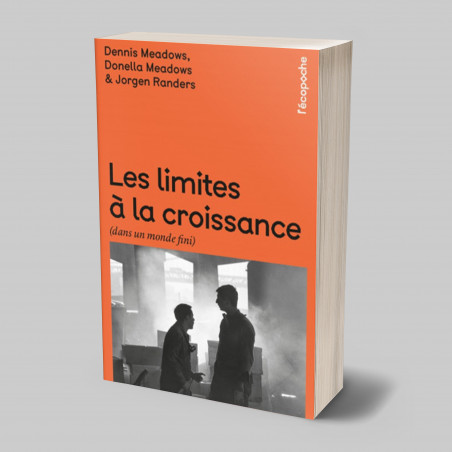 Dennis Meadows,
Donella Meadows
& Jorgen Randers
l'écopoche
Les limites
à la croissance
(dans un monde fini)